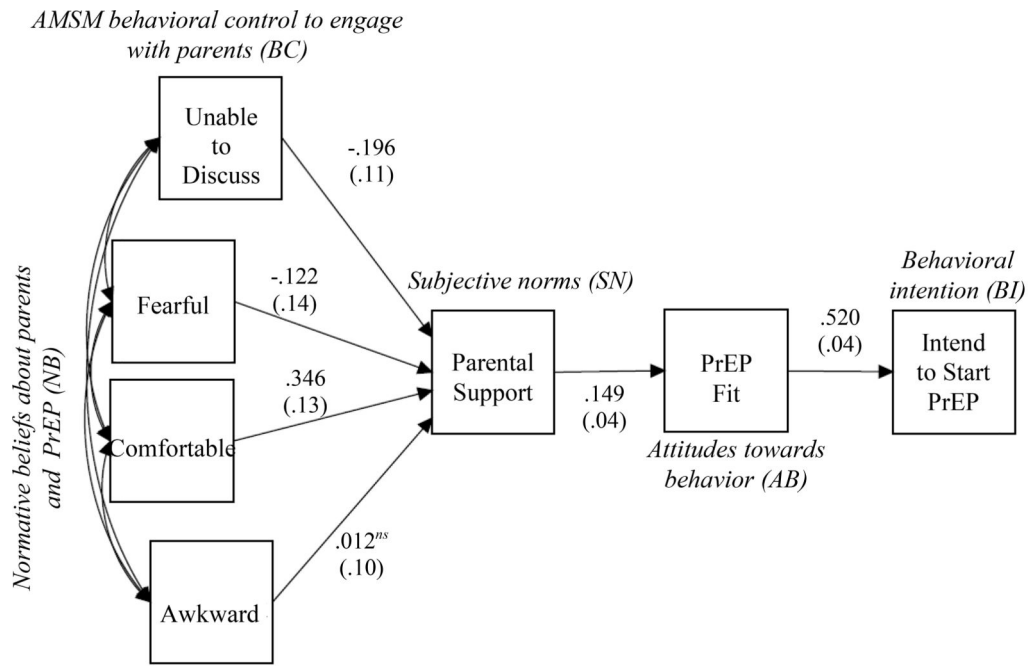 AMSM behavioral control to engage
with parents (BC)
Unable
to
Discuss
-.196
(.11)
Normative beliefs about parents
and PrEP (NB)
Fearful
-.122
(.14)
Comfortable
.346
(.13)
Awkward
.012ns
(.10)
Subjective norms (SN)
Parental
Support
.149
(.04)
PrEP
Fit
Attitudes towards
behavior (AB)
.520
(.04)
Behavioral
intention (BI)
Intend
to Start
PrEP